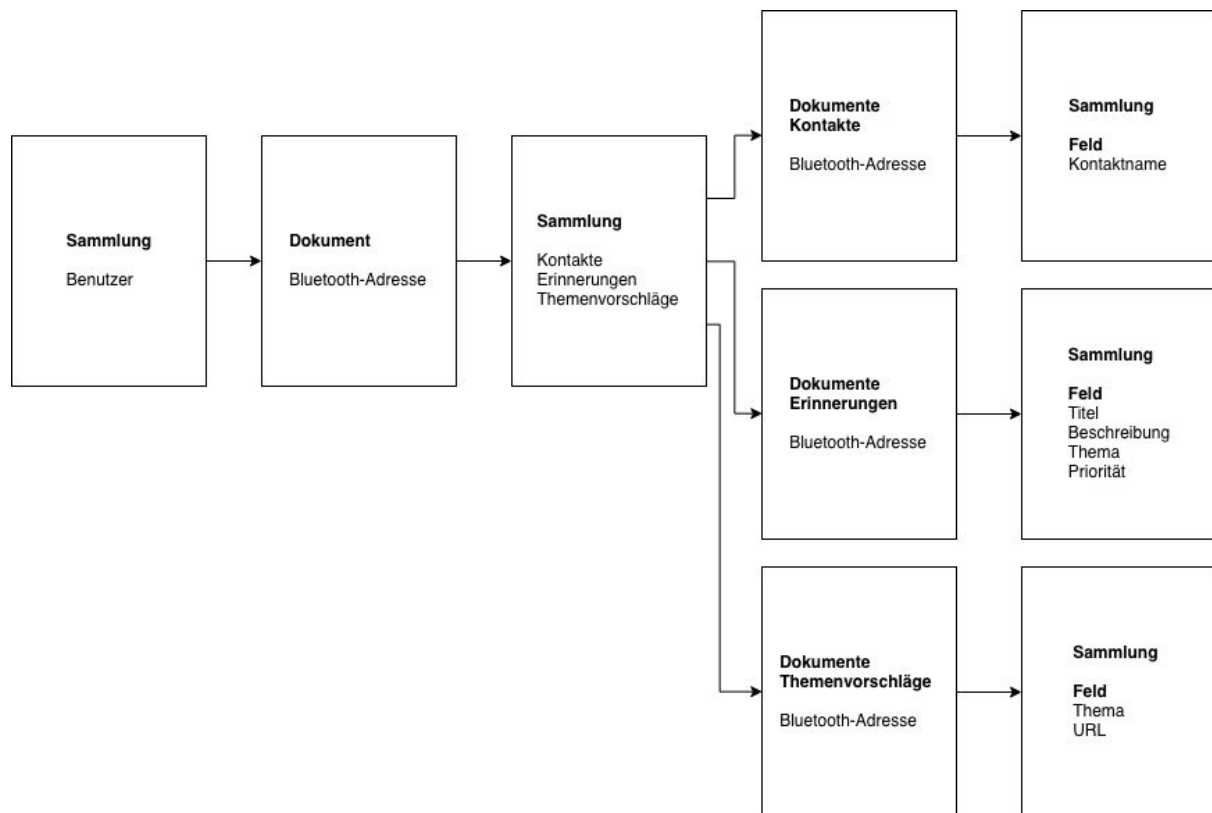 Sammlung
Benutzer
Dokument
Bluetooth-Adresse
Sammlung
Kontakte
Erinnerungen
Themenvorschläge
Dokumente
Kontakte
Bluetooth-Adresse
Sammlung
Feld
Kontaktname
Dokumente
Erinnerungen
Bluetooth-Adresse
Sammlung
Feld
Titel
Beschreibung
Thema
Priorität
Dokumente
Themenvorschläge
Bluetooth-Adresse
Sammlung
Feld
Thema
URL